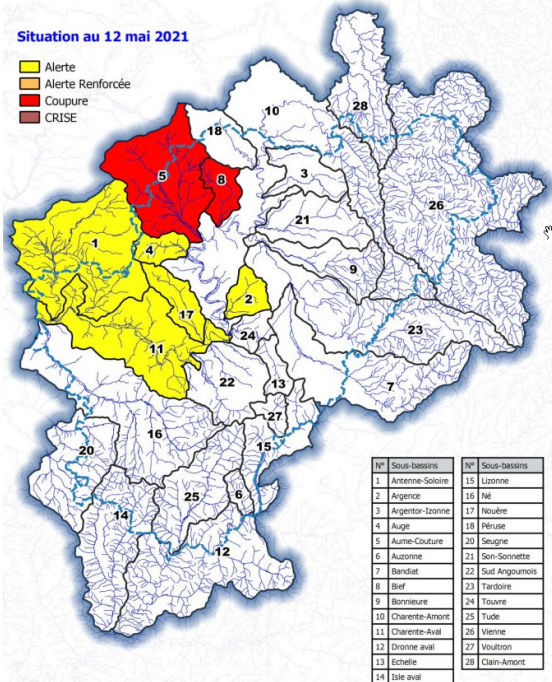 Situation au 12 mai 2021
Alerte
Alerte Renforcée
Coupure
CRISE
28
10
18
3
5
8
26
21
1
4
9
2
17
23
24
11
13
7
22
27
16
15
20
6
25
14
12
N° Sous-bassins N° Sous-bassins
1 Antenne-Soloire 15 Lizonne
2 Argence 16 Né
3 Argentor-Izonne 17 Nouère
4 Auge 18 Péruse
5 Aume-Couture 20 Seugne
6 Auzonne 21 Son-Sonnette
7 Bandiat 22 Sud Angoumois
8 Bief 23 Tardoire
9 Bonnieure 24 Touvre
10 Charente-Amont 25 Tude
11 Charente-Aval 26 Vienne
12 Dronne aval 27 Voultron
13 Echelle 28 Clain-Amont
14 Isle aval